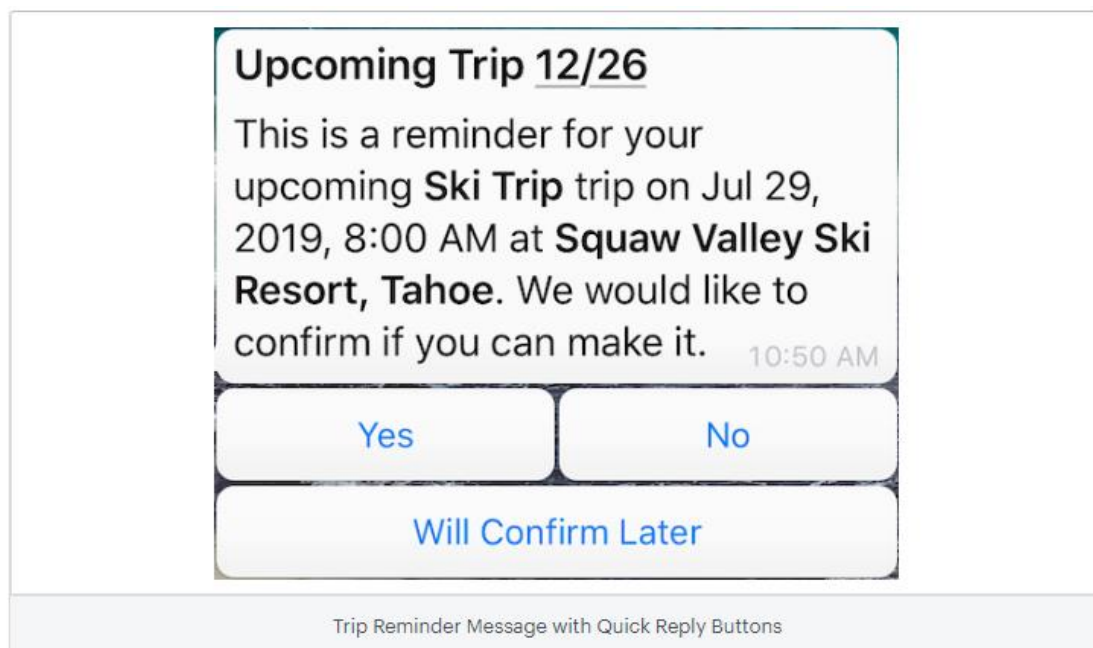 Upcoming Trip 12/26
This is a reminder for your
upcoming Ski Trip trip on Jul 29,
2019, 8:00 AM at Squaw Valley Ski
Resort, Tahoe. We would like to
confirm if you can make it.
10:50 AM
Yes
No
Will Confirm Later
Trip Reminder Message with Quick Reply Buttons